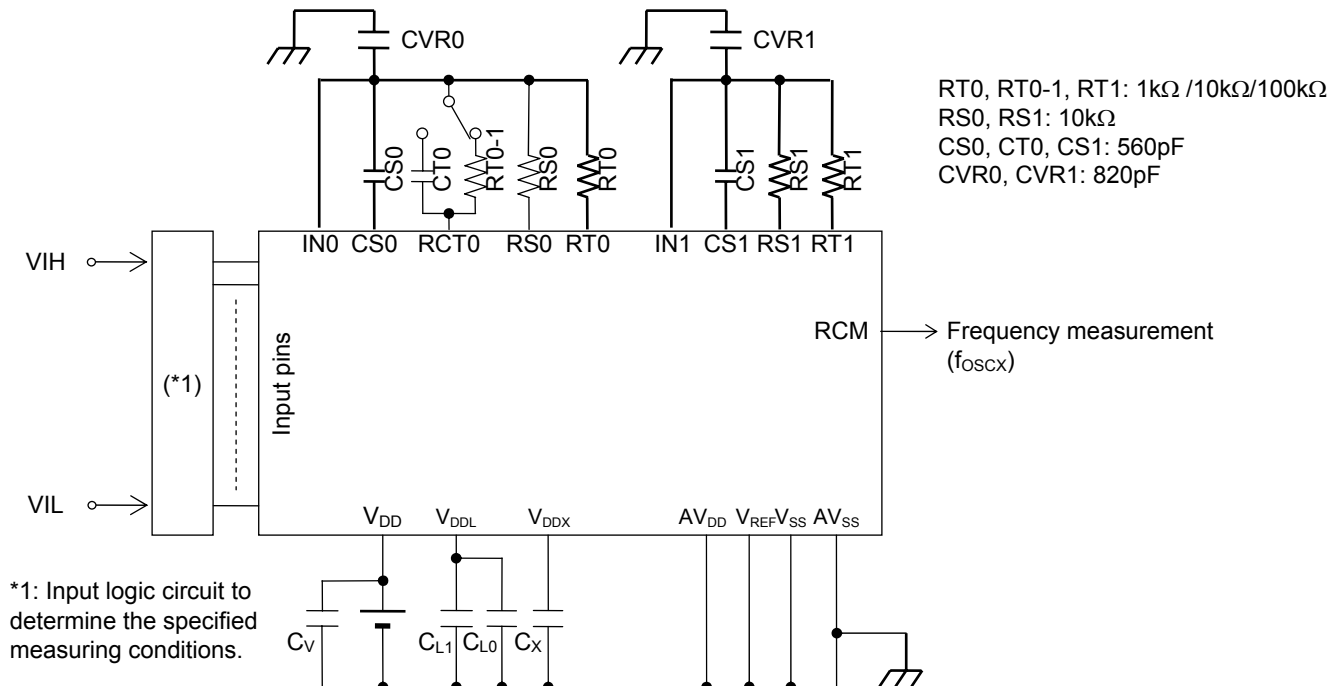 CVR0
CVR1
RT0, RT0-1, RT1: 1kΩ /10kΩ/100kΩ
RS0, RS1: 10kΩ
CS0, CT0, CS1: 560pF
CVR0, CVR1: 820pF
CS0
CT0
RT0-1
RS0
RT0
CS1
RS1
RT1
IN0 CS0 RCT0 RS0 RT0
IN1 CS1 RS1 RT1
VIH
(*1)
Input pins
RCM
Frequency measurement
(fOSCX)
VIL
VDD VDDL VDDX
AVDD VREF VSS AVSS
*1: Input logic circuit to
determine the specified
measuring conditions.
CV
CL1
CL0
CX